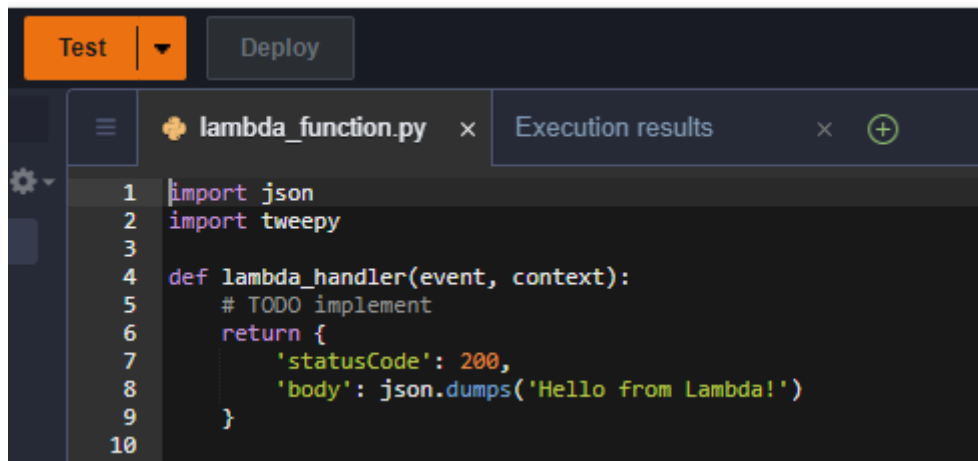 Test Deploy
lambda_function.py × Execution results × +
1 import json
2 import tweepy
3
4 def lambda_handler(event, context):
5     # TODO implement
6     return {
7         'statusCode': 200,
8         'body': json.dumps('Hello from Lambda!')
9     }
10